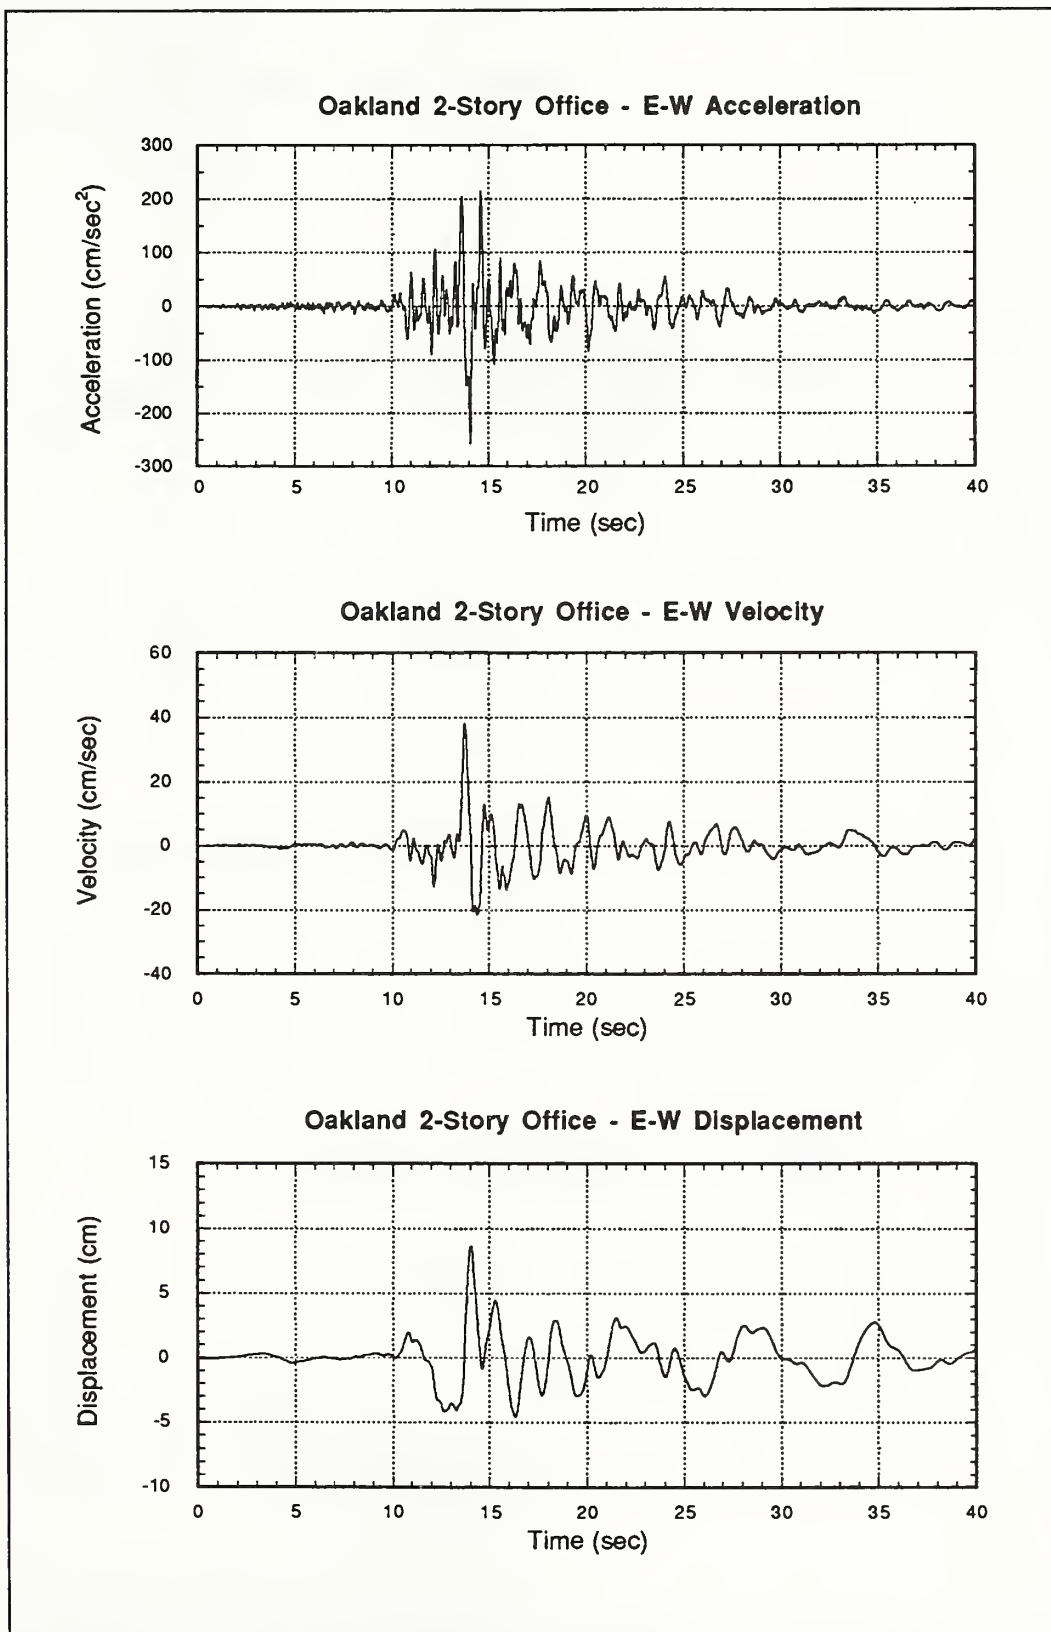 Oakland 2-Story Office - E-W Acceleration
Acceleration (cm/sec²)
300
200
100
0
-100
-200
-300
0 5 10 15 20 25 30 35 40
Time (sec)
Oakland 2-Story Office - E-W Velocity
Velocity (cm/sec)
60
40
20
0
-20
-40
0 5 10 15 20 25 30 35 40
Time (sec)
Oakland 2-Story Office - E-W Displacement
Displacement (cm)
15
10
5
0
-5
-10
0 5 10 15 20 25 30 35 40
Time (sec)